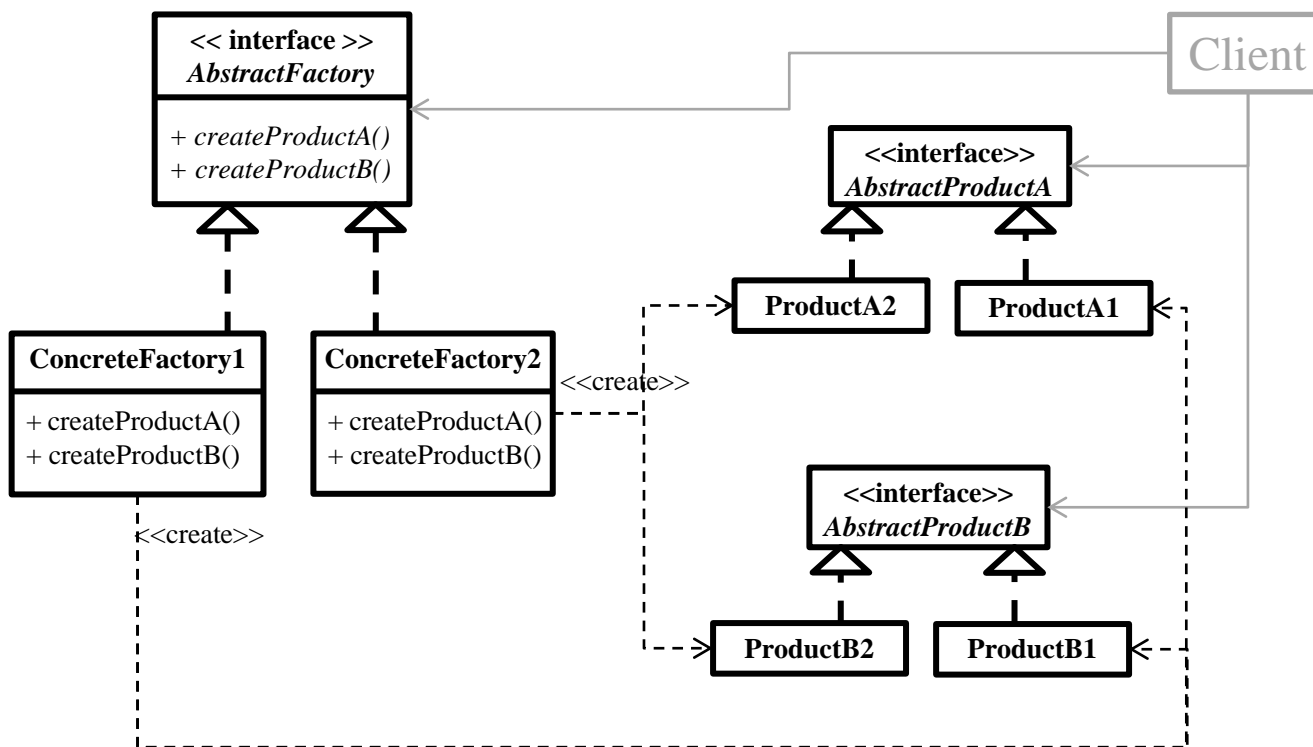 << interface >>
AbstractFactory
+ createProductA()
+ createProductB()
Client
<<interface>>
AbstractProductA
ProductA2
ProductA1
ConcreteFactory1
+ createProductA()
+ createProductB()
ConcreteFactory2
+ createProductA()
+ createProductB()
<<create>>
<<create>>
<<interface>>
AbstractProductB
ProductB2
ProductB1